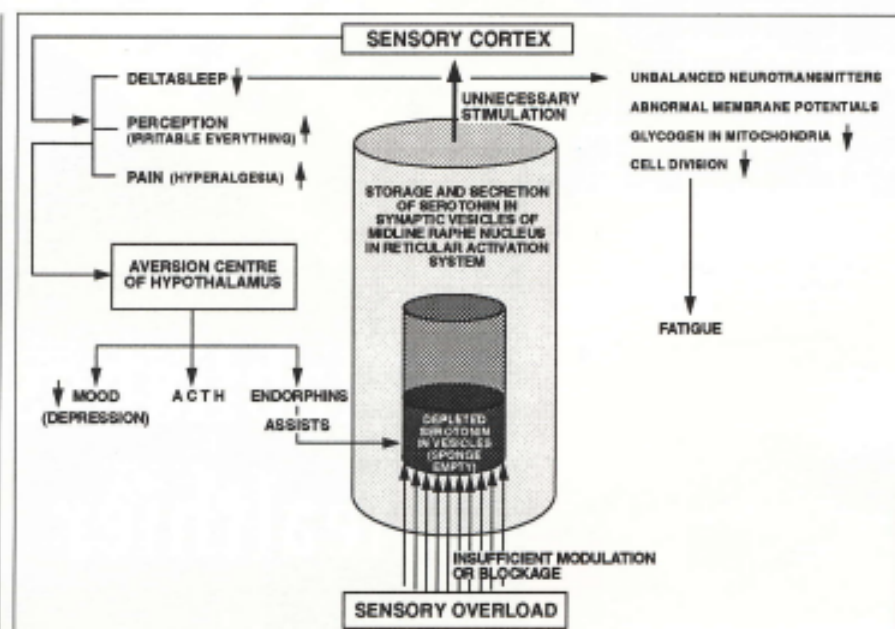 SENSORY CORTEX
DELTASLEEP
PERCEPTION
(IRRITABLE EVERYTHING)
PAIN (HYPERALGESIA)
UNNECESSARY
STIMULATION
UNBALANCED NEUROTRANSMITTERS
ABNORMAL MEMBRANE POTENTIALS
GLYCOGEN IN MITOCHONDRIA
CELL DIVISION
FATIGUE
STORAGE AND SECRETION
OF SEROTONIN IN
SYNAPTIC VESICLES OF
MIDLINE RAPHE NUCLEUS
IN RETICULAR ACTIVATION
SYSTEM
AVERSION CENTRE
OF HYPOTHALAMUS
MOOD
(DEPRESSION)
A C T H
ENDORPHINS
ASSISTS
DEPLETED
SEROTONIN
IN VESICLES
(SPONGE
EMPTY)
INSUFFICIENT MODULATION
OR BLOCKAGE
SENSORY OVERLOAD